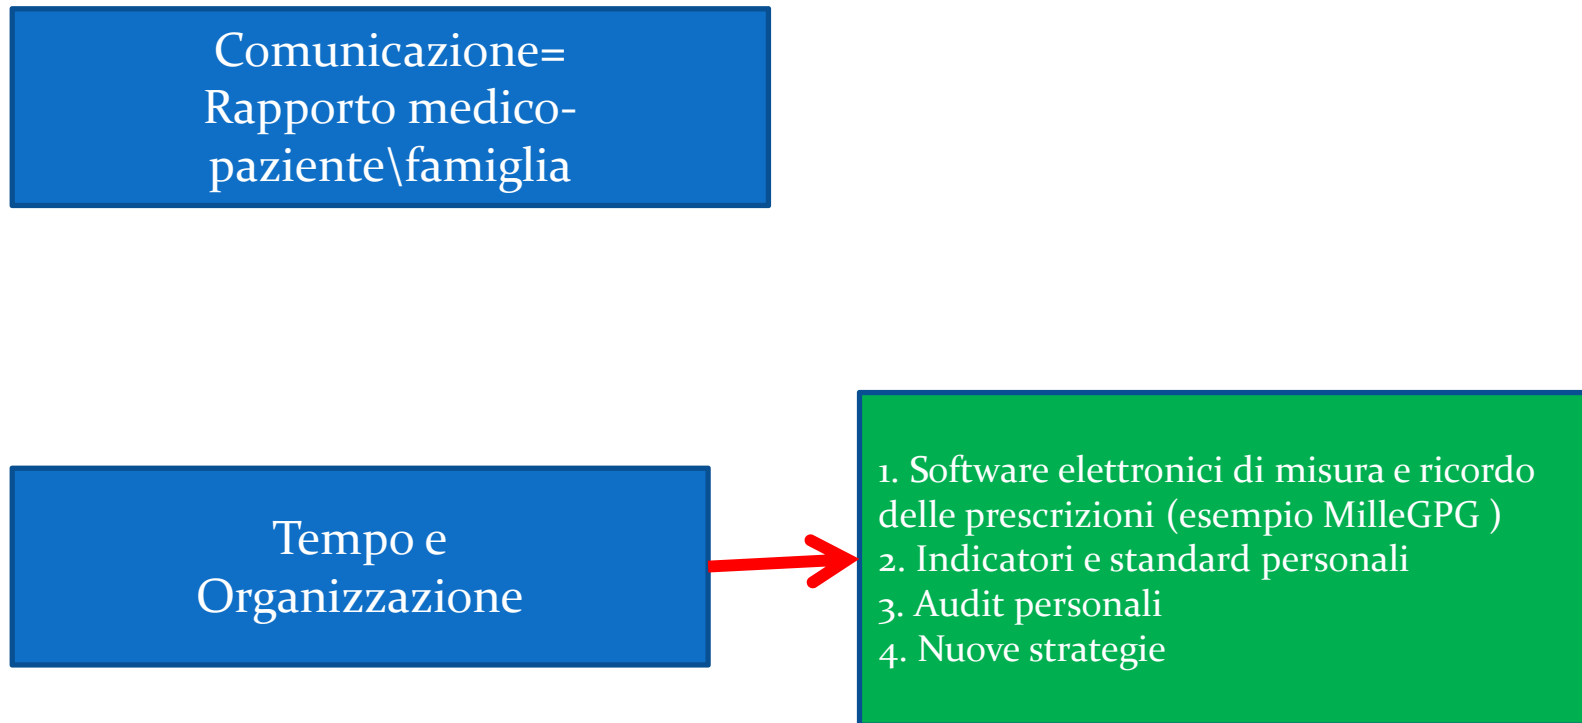 Comunicazione=
Rapporto medico-
paziente\famiglia
Tempo e
Organizzazione
1. Software elettronici di misura e ricordo
delle prescrizioni (esempio MilleGPG )
2. Indicatori e standard personali
3. Audit personali
4. Nuove strategie